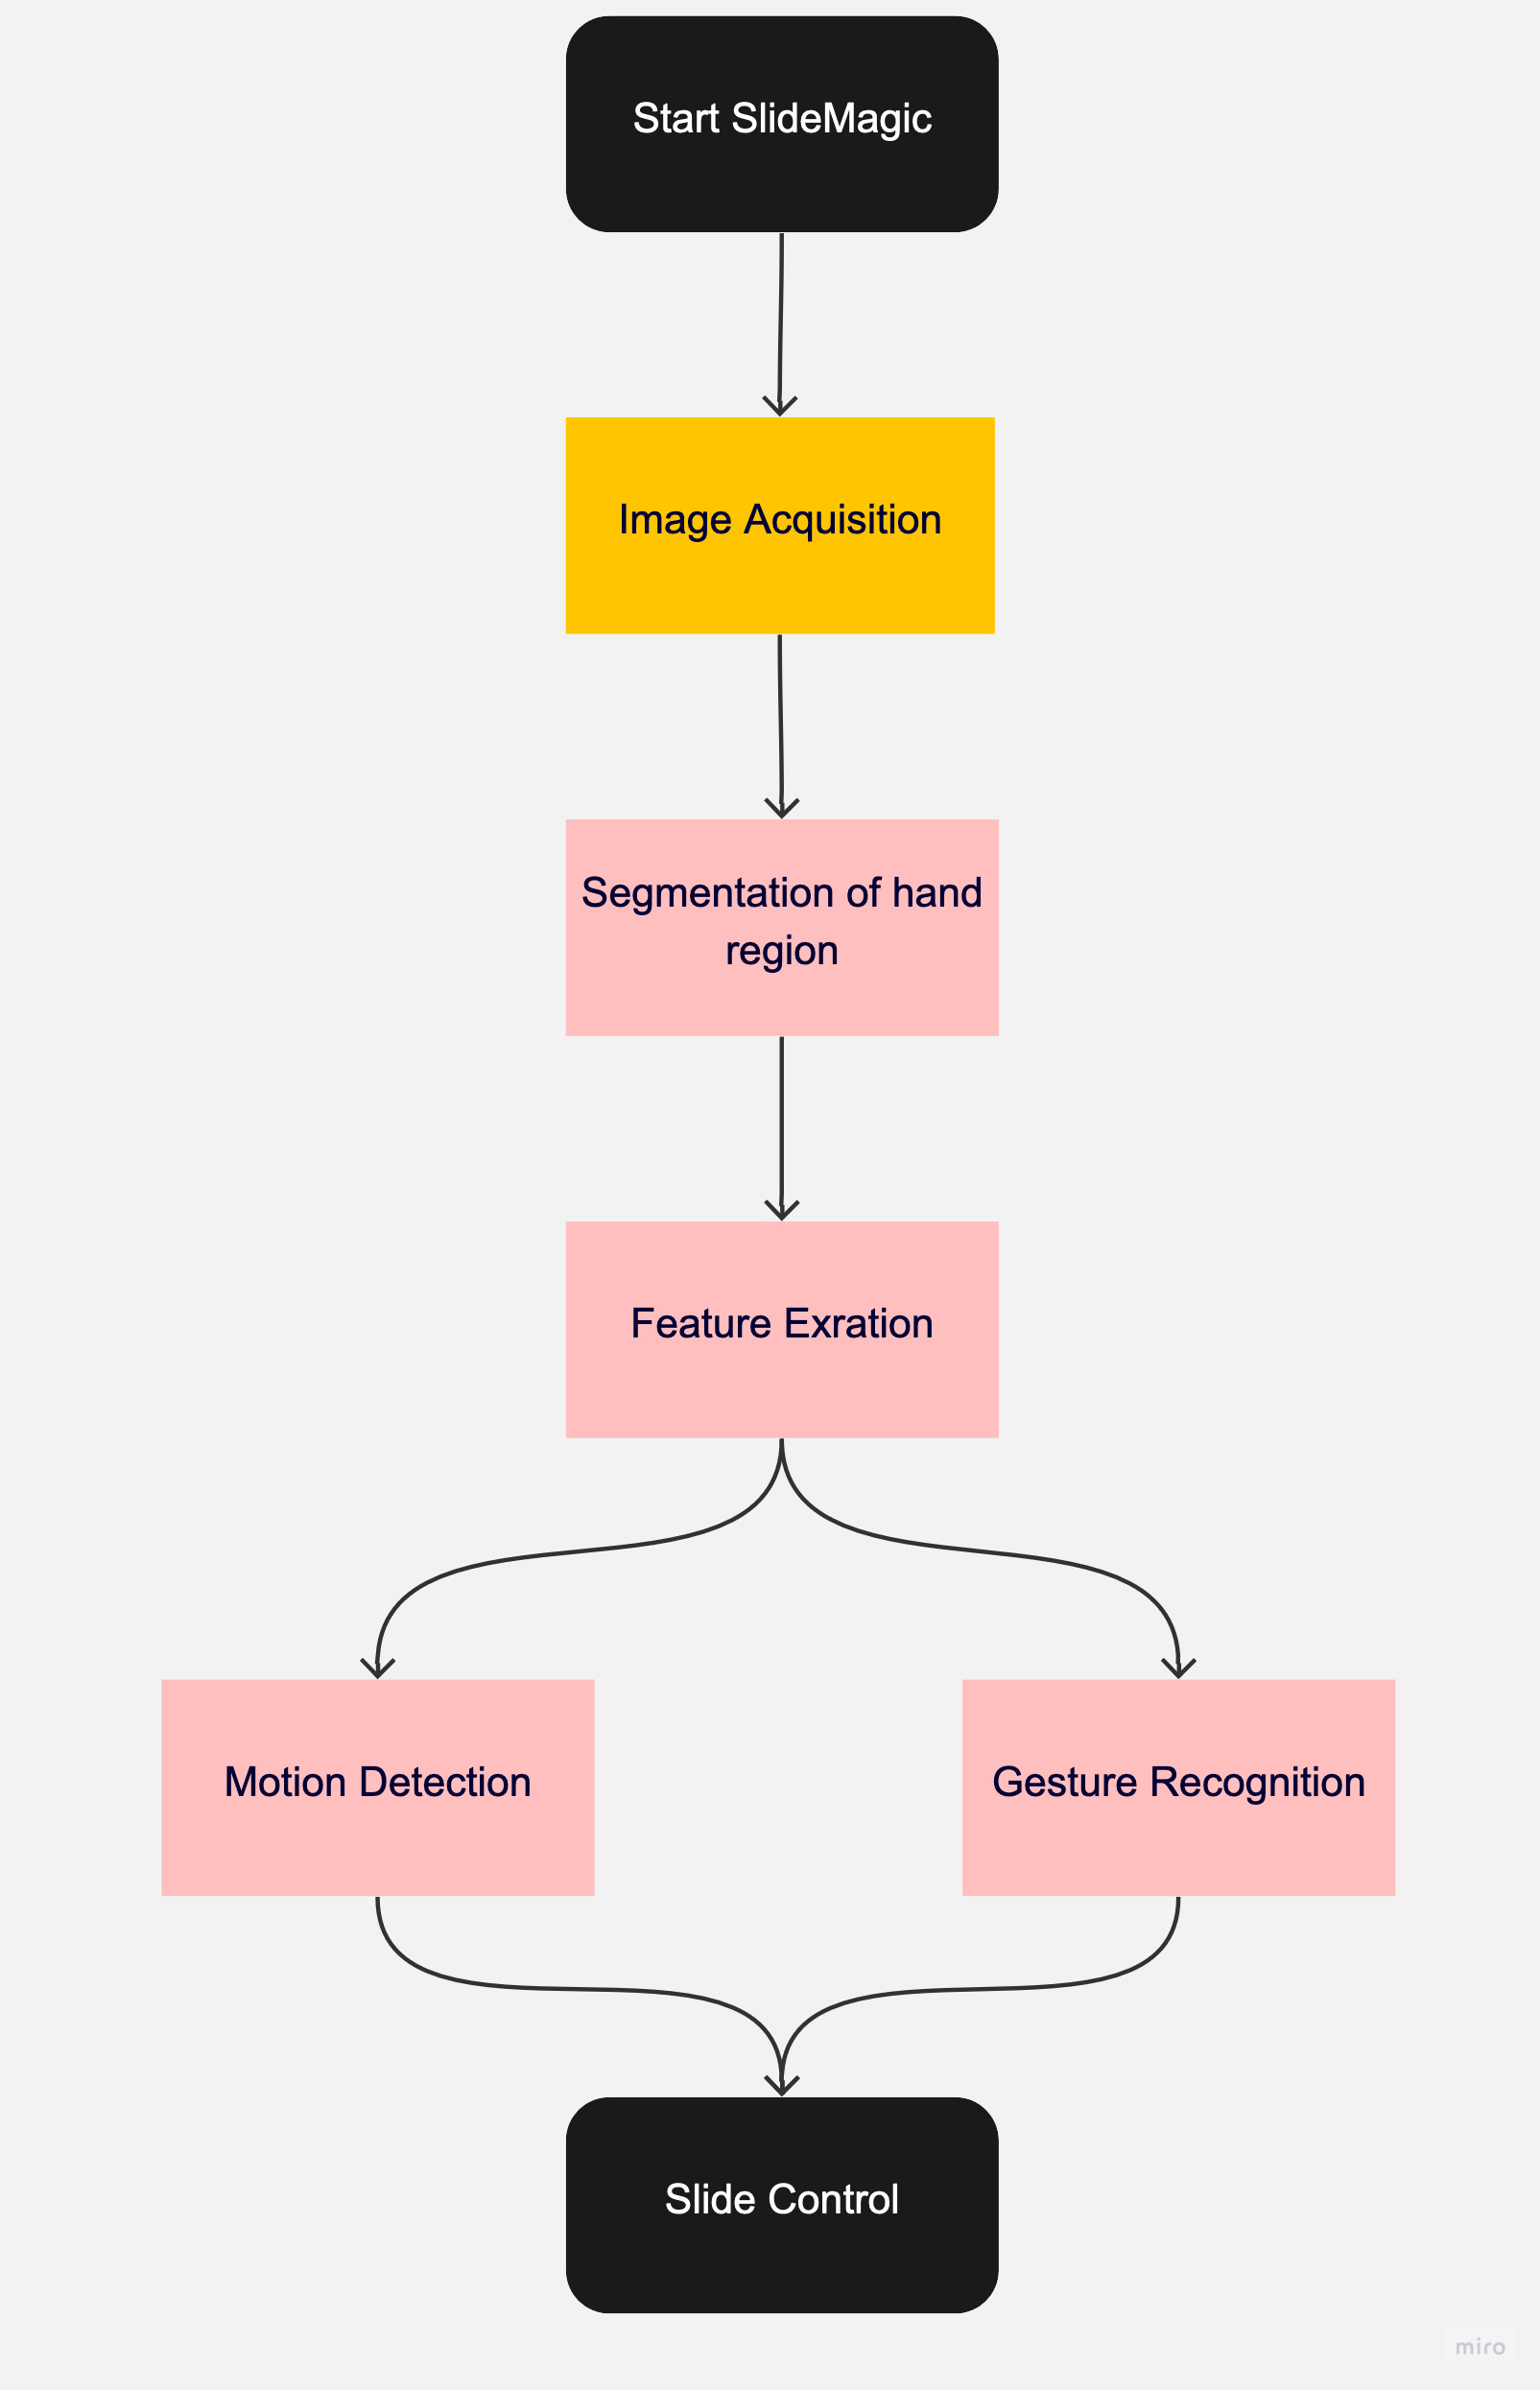 Start SlideMagic
Image Acquisition
Segmentation of hand
region
Feature Exration
Motion Detection
Gesture Recognition
Slide Control
miro